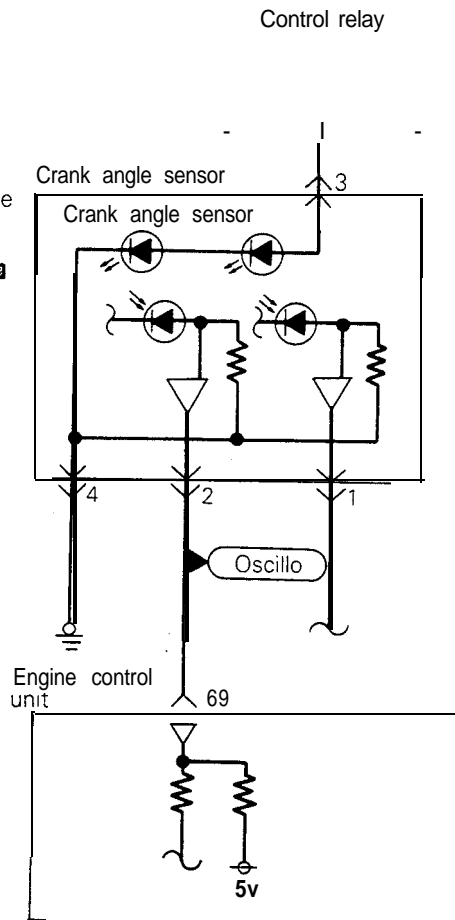 Control relay
3
Crank angle sensor
e
Crank angle sensor
4
2
1
Oscillo
Engine control
unit
69
5v